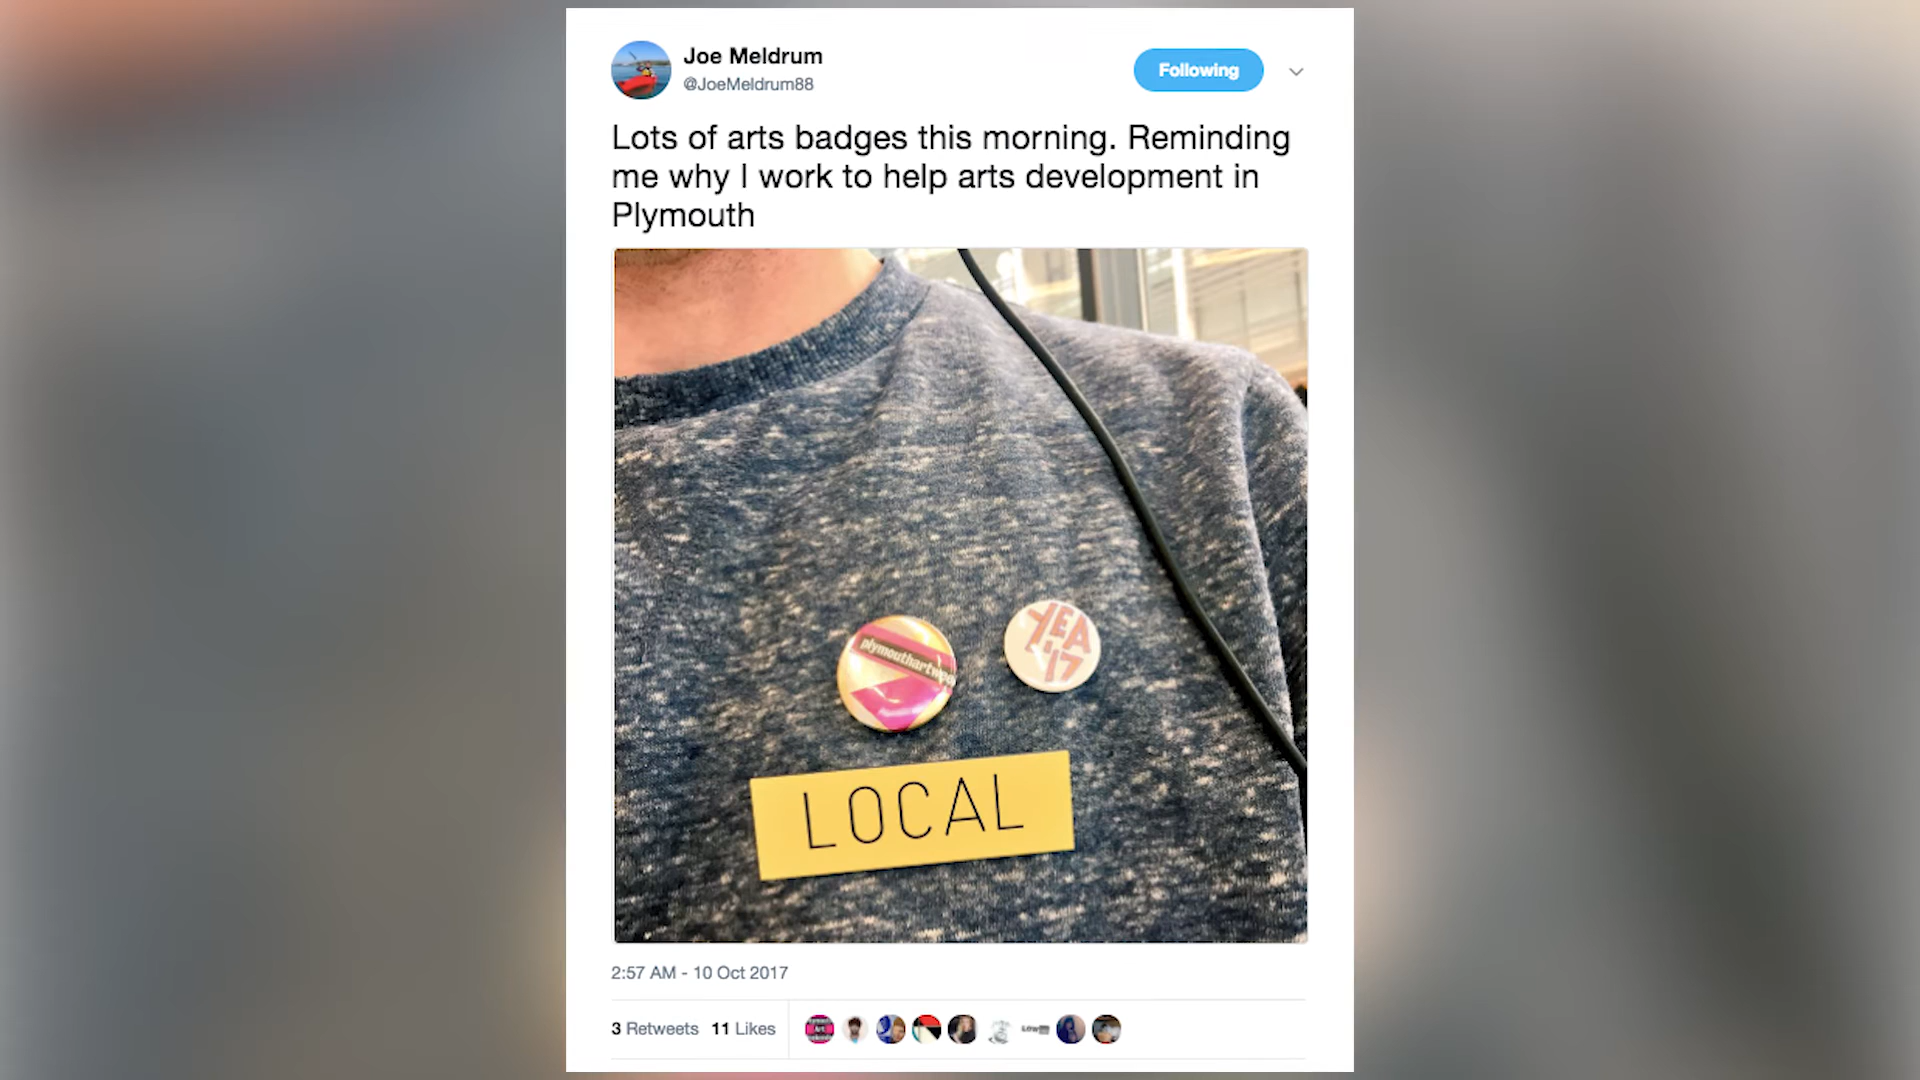 Joe Meldrum
@JoeMeldrum88
Following
Lots of arts badges this morning. Reminding
me why I work to help arts development in
Plymouth
YEA
'17
LOCAL
2:57 AM - 10 Oct 2017
3 Retweets 11 Likes